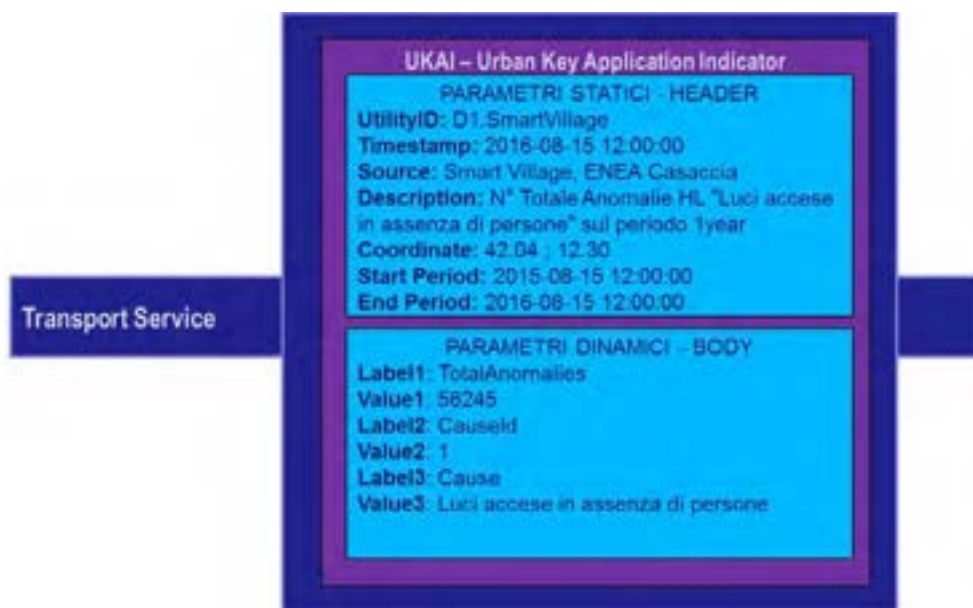 UKAI – Urban Key Application Indicator
PARAMETRI STATICI - HEADER
UtilityID: D1.SmartVillage
Timestamp: 2016-08-15 12:00:00
Source: Smart Village, ENEA Casaccia
Description: N° Totale Anomalie HL "Luci accese
in assenza di persone" sul periodo 1year
Coordinate: 42.04 ; 12.30
Start Period: 2015-08-15 12:00:00
End Period: 2016-08-15 12:00:00
Transport Service
PARAMETRI DINAMICI – BODY
Label1: TotalAnomalies
Value1: 56245
Label2: CauseId
Value2: 1
Label3: Cause
Value3: Luci accese in assenza di persone